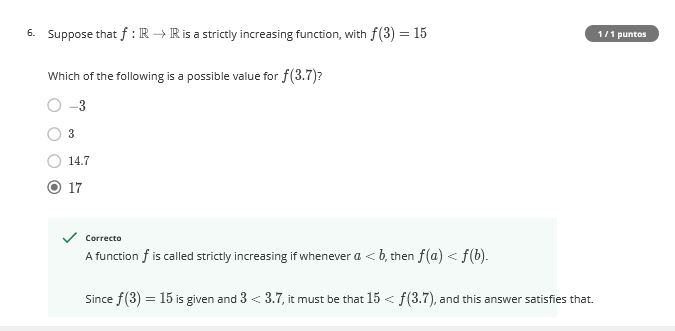 6. Suppose that f : ℝ → ℝ is a strictly increasing function, with f(3) = 15
1 / 1 puntos
Which of the following is a possible value for f(3.7)?
−3
3
14.7
17
Correcto
A function f is called strictly increasing if whenever a < b, then f(a) < f(b).
Since f(3) = 15 is given and 3 < 3.7, it must be that 15 < f(3.7), and this answer satisfies that.